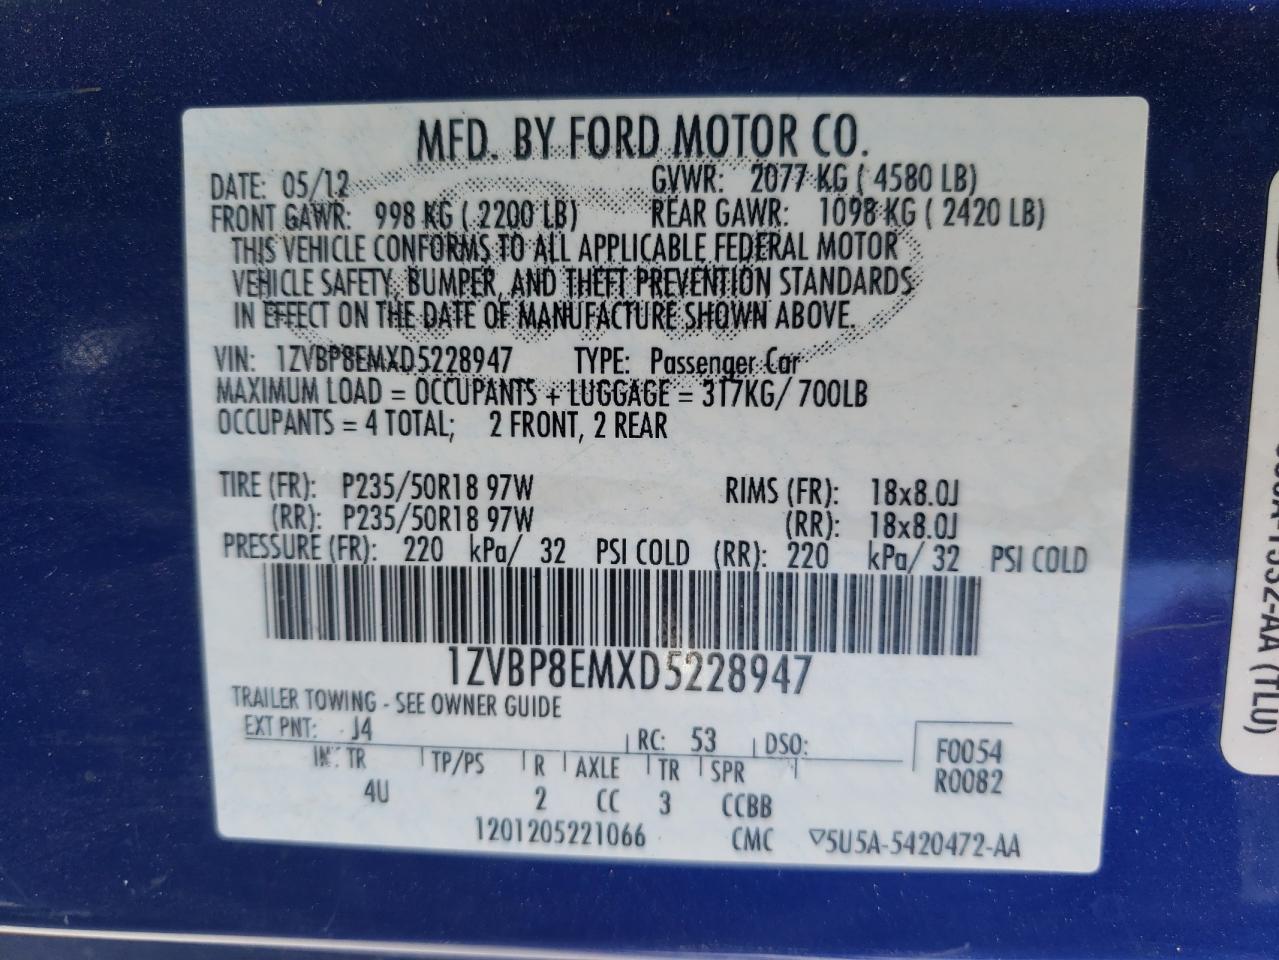 MFD. BY FORD MOTOR CO.
DATE: 05/12 GVWR: 2077 KG ( 4580 LB)
FRONT GAWR: 998 KG ( 2200 LB) REAR GAWR: 1098 KG ( 2420 LB)
THIS VEHICLE CONFORMS TO ALL APPLICABLE FEDERAL MOTOR
VEHICLE SAFETY, BUMPER, AND THEFT PREVENTION STANDARDS
IN EFFECT ON THE DATE OF MANUFACTURE SHOWN ABOVE.
VIN: 1ZVBP8EMXD5228947 TYPE: Passenger Car
MAXIMUM LOAD = OCCUPANTS + LUGGAGE = 317KG/ 700LB
OCCUPANTS = 4 TOTAL; 2 FRONT, 2 REAR
TIRE (FR): P235/50R18 97W RIMS (FR): 18x8.0J
(RR): P235/50R18 97W (RR): 18x8.0J
PRESSURE (FR): 220 kPa/ 32 PSI COLD (RR): 220 kPa/ 32 PSI COLD
1ZVBP8EMXD5228947
TRAILER TOWING - SEE OWNER GUIDE
EXT PNT: J4 RC: 53 DSO: F0054
INT TR TP/PS R AXLE TR SPR R0082
4U 2 CC 3 CCBB
1201205221066 CMC ▽5U5A-5420472-AA
(TLU)